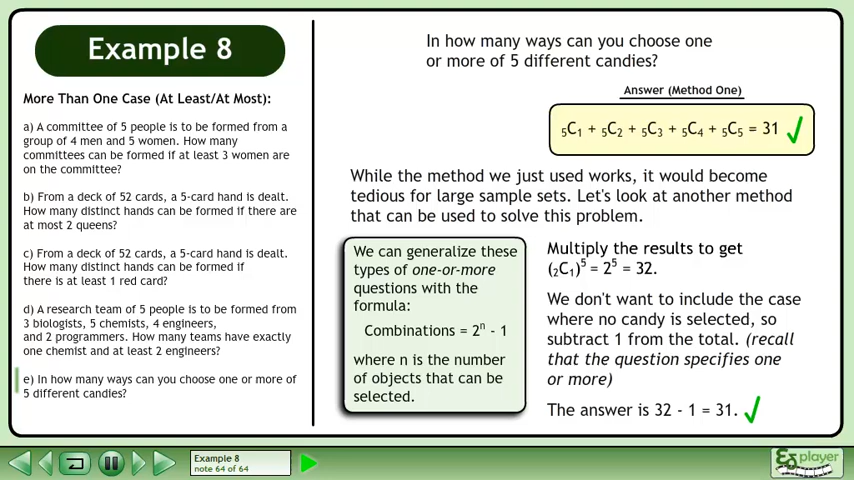 Example 8
More Than One Case (At Least/At Most):
a) A committee of 5 people is to be formed from a
group of 4 men and 5 women. How many
committees can be formed if at least 3 women are
on the committee?
b) From a deck of 52 cards, a 5-card hand is dealt.
How many distinct hands can be formed if there are
at most 2 queens?
c) From a deck of 52 cards, a 5-card hand is dealt.
How many distinct hands can be formed if
there is at least 1 red card?
d) A research team of 5 people is to be formed from
3 biologists, 5 chemists, 4 engineers,
and 2 programmers. How many teams have exactly
one chemist and at least 2 engineers?
e) In how many ways can you choose one or more of
5 different candies?
In how many ways can you choose one
or more of 5 different candies?
Answer (Method One)
₅C₁ + ₅C₂ + ₅C₃ + ₅C₄ + ₅C₅ = 31
While the method we just used works, it would become
tedious for large sample sets. Let's look at another method
that can be used to solve this problem.
We can generalize these
types of one-or-more
questions with the
formula:
Combinations = 2ⁿ - 1
where n is the number
of objects that can be
selected.
Multiply the results to get
(₂C₁)⁵ = 2⁵ = 32.
We don't want to include the case
where no candy is selected, so
subtract 1 from the total. (recall
that the question specifies one
or more)
The answer is 32 - 1 = 31.
Example 8
note 64 of 64
player